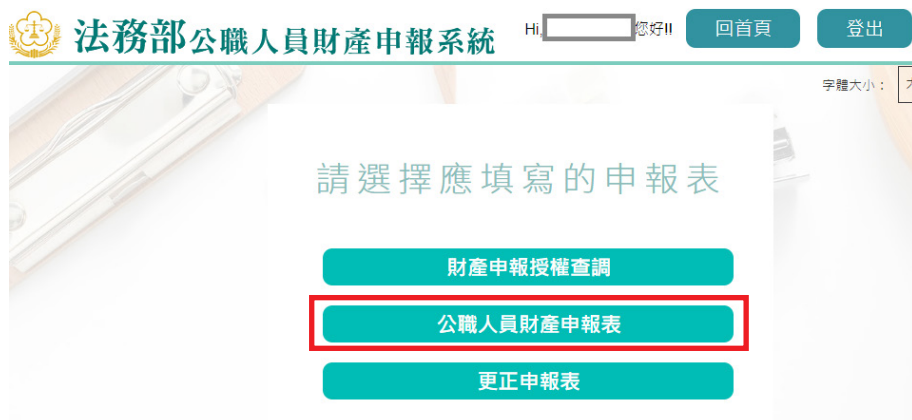 法務部公職人員財產申報系統 Hi, 您好!! 回首頁 登出
字體大小：
請選擇應填寫的申報表
財產申報授權查調
公職人員財產申報表
更正申報表